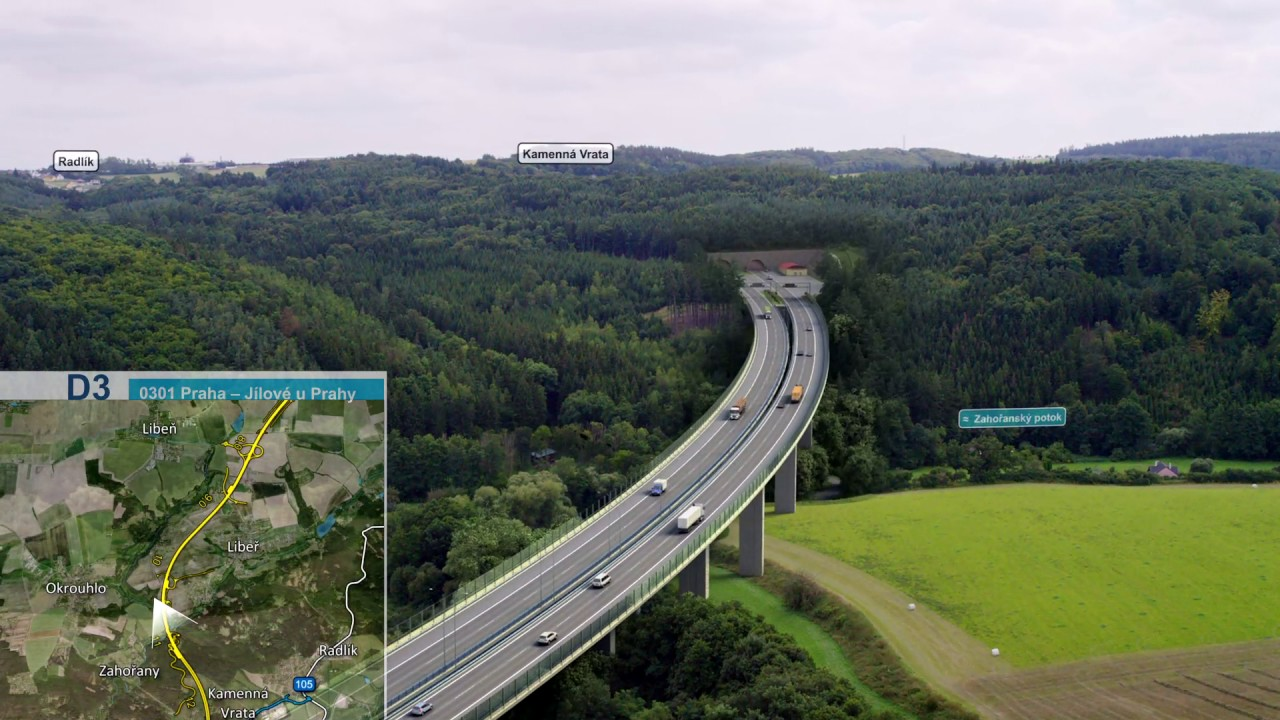 Radlík
Kamenná Vrata
≈ Zahořanský potok
D3
0301 Praha – Jílové u Prahy
Libeň
Libeř
Okrouhlo
Zahořany
Radlík
105
Kamenná
Vrata